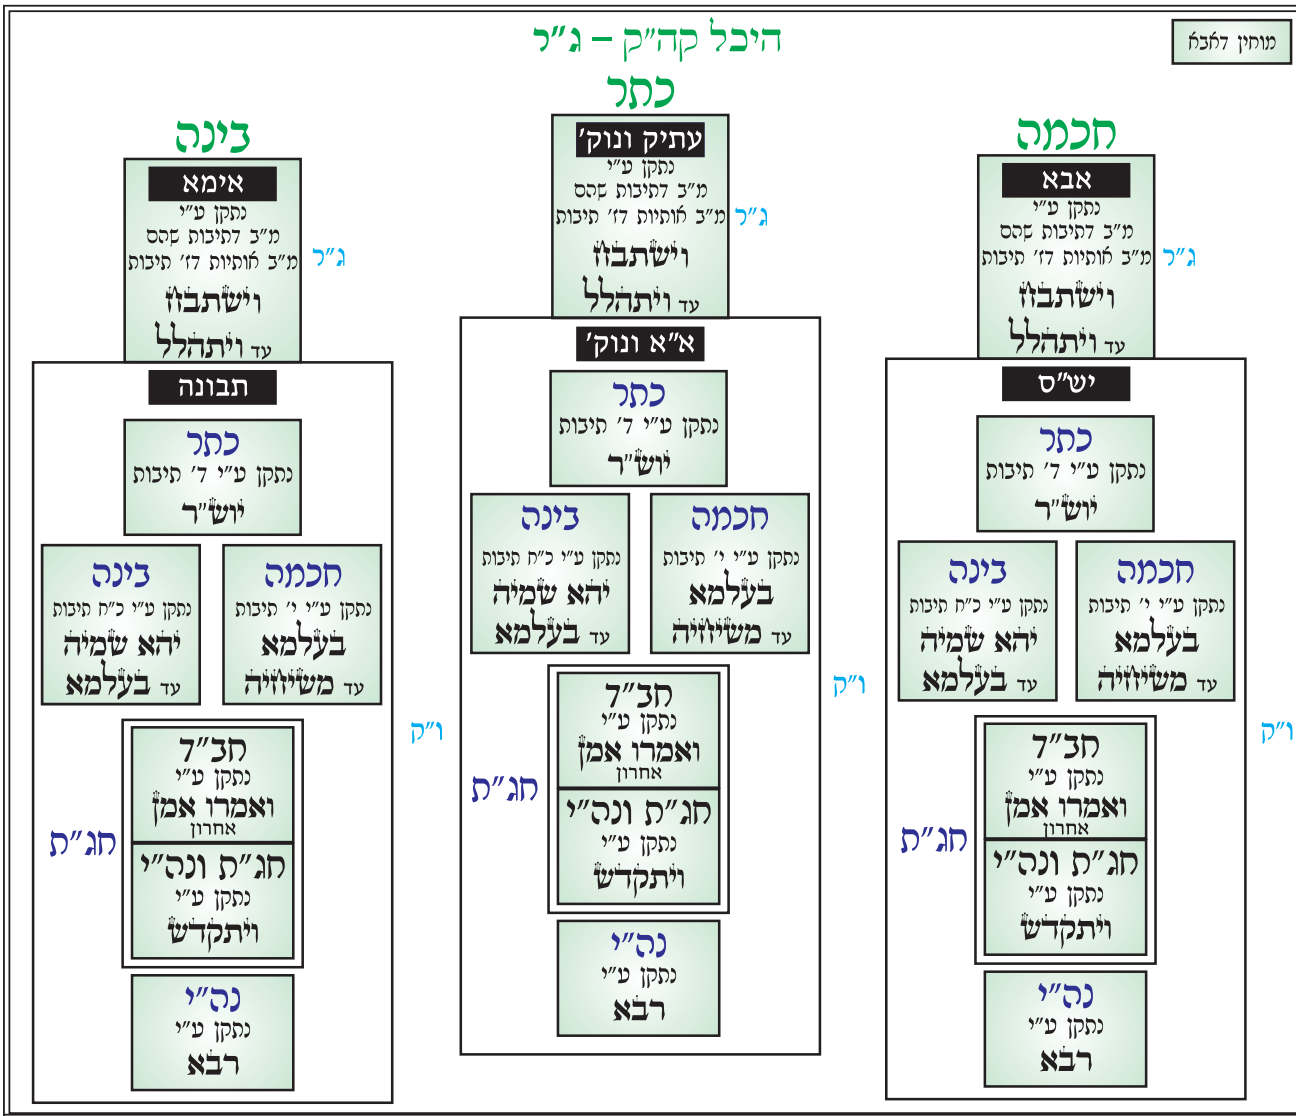 מוחין דאבא
היכל קה"ק – ג"ר
כתר
עתיק ונוק'
נתקן ע"י
מ"ב דתיבות שהם
מ"ב אותיות דז' תיבות
וישתבח
עד ויתהלל
ג"ר
א"א ונוק'
כתר
נתקן ע"י ד' תיבות
יוש"ר
חכמה
נתקן ע"י י' תיבות
בעלמא
עד משיחיה
בינה
נתקן ע"י כ"ח תיבות
יהא שמיה
עד בעלמא
ו"ק
חג"ת
חב"ד
נתקן ע"י
ואמרו אמן
אחרון
חג"ת ונה"י
נתקן ע"י
ויתקדש
נה"י
נתקן ע"י
רבא
חכמה
אבא
נתקן ע"י
מ"ב דתיבות שהם
מ"ב אותיות דז' תיבות
וישתבח
עד ויתהלל
ג"ר
יש"ס
כתר
נתקן ע"י ד' תיבות
יוש"ר
חכמה
נתקן ע"י י' תיבות
בעלמא
עד משיחיה
בינה
נתקן ע"י כ"ח תיבות
יהא שמיה
עד בעלמא
ו"ק
חג"ת
חב"ד
נתקן ע"י
ואמרו אמן
אחרון
חג"ת ונה"י
נתקן ע"י
ויתקדש
נה"י
נתקן ע"י
רבא
בינה
אימא
נתקן ע"י
מ"ב דתיבות שהם
מ"ב אותיות דז' תיבות
וישתבח
עד ויתהלל
ג"ר
תבונה
כתר
נתקן ע"י ד' תיבות
יוש"ר
חכמה
נתקן ע"י י' תיבות
בעלמא
עד משיחיה
בינה
נתקן ע"י כ"ח תיבות
יהא שמיה
עד בעלמא
ו"ק
חג"ת
חב"ד
נתקן ע"י
ואמרו אמן
אחרון
חג"ת ונה"י
נתקן ע"י
ויתקדש
נה"י
נתקן ע"י
רבא